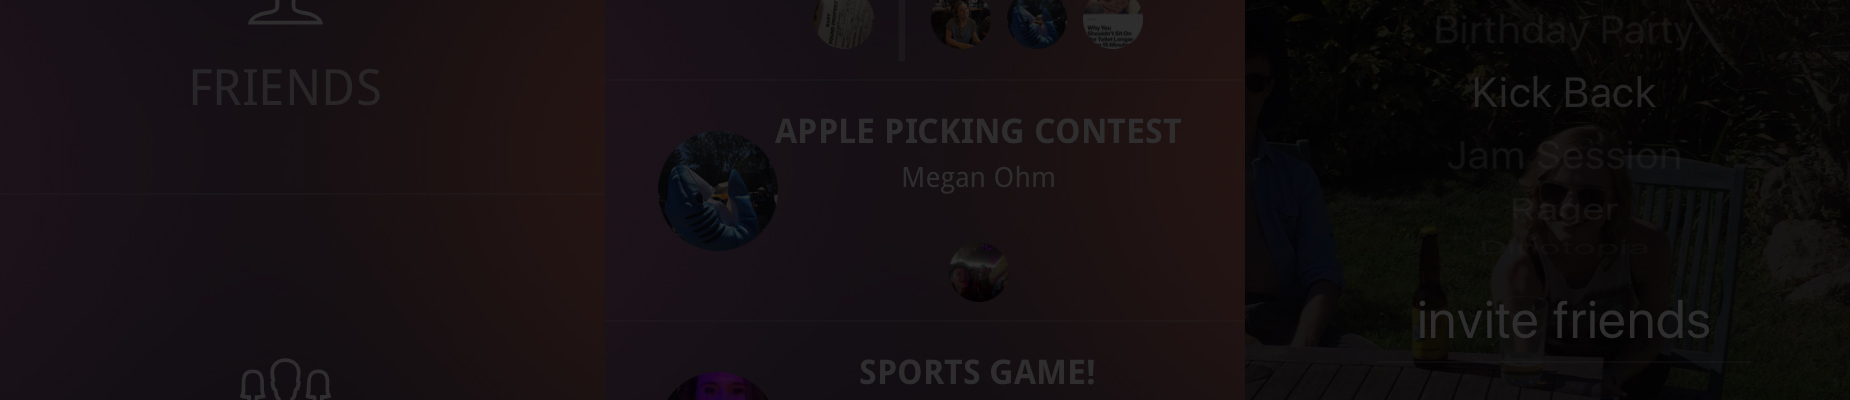 FRIENDS
APPLE PICKING CONTEST
Megan Ohm
SPORTS GAME!
Birthday Party
Kick Back
Jam Session
Rager
invite friends